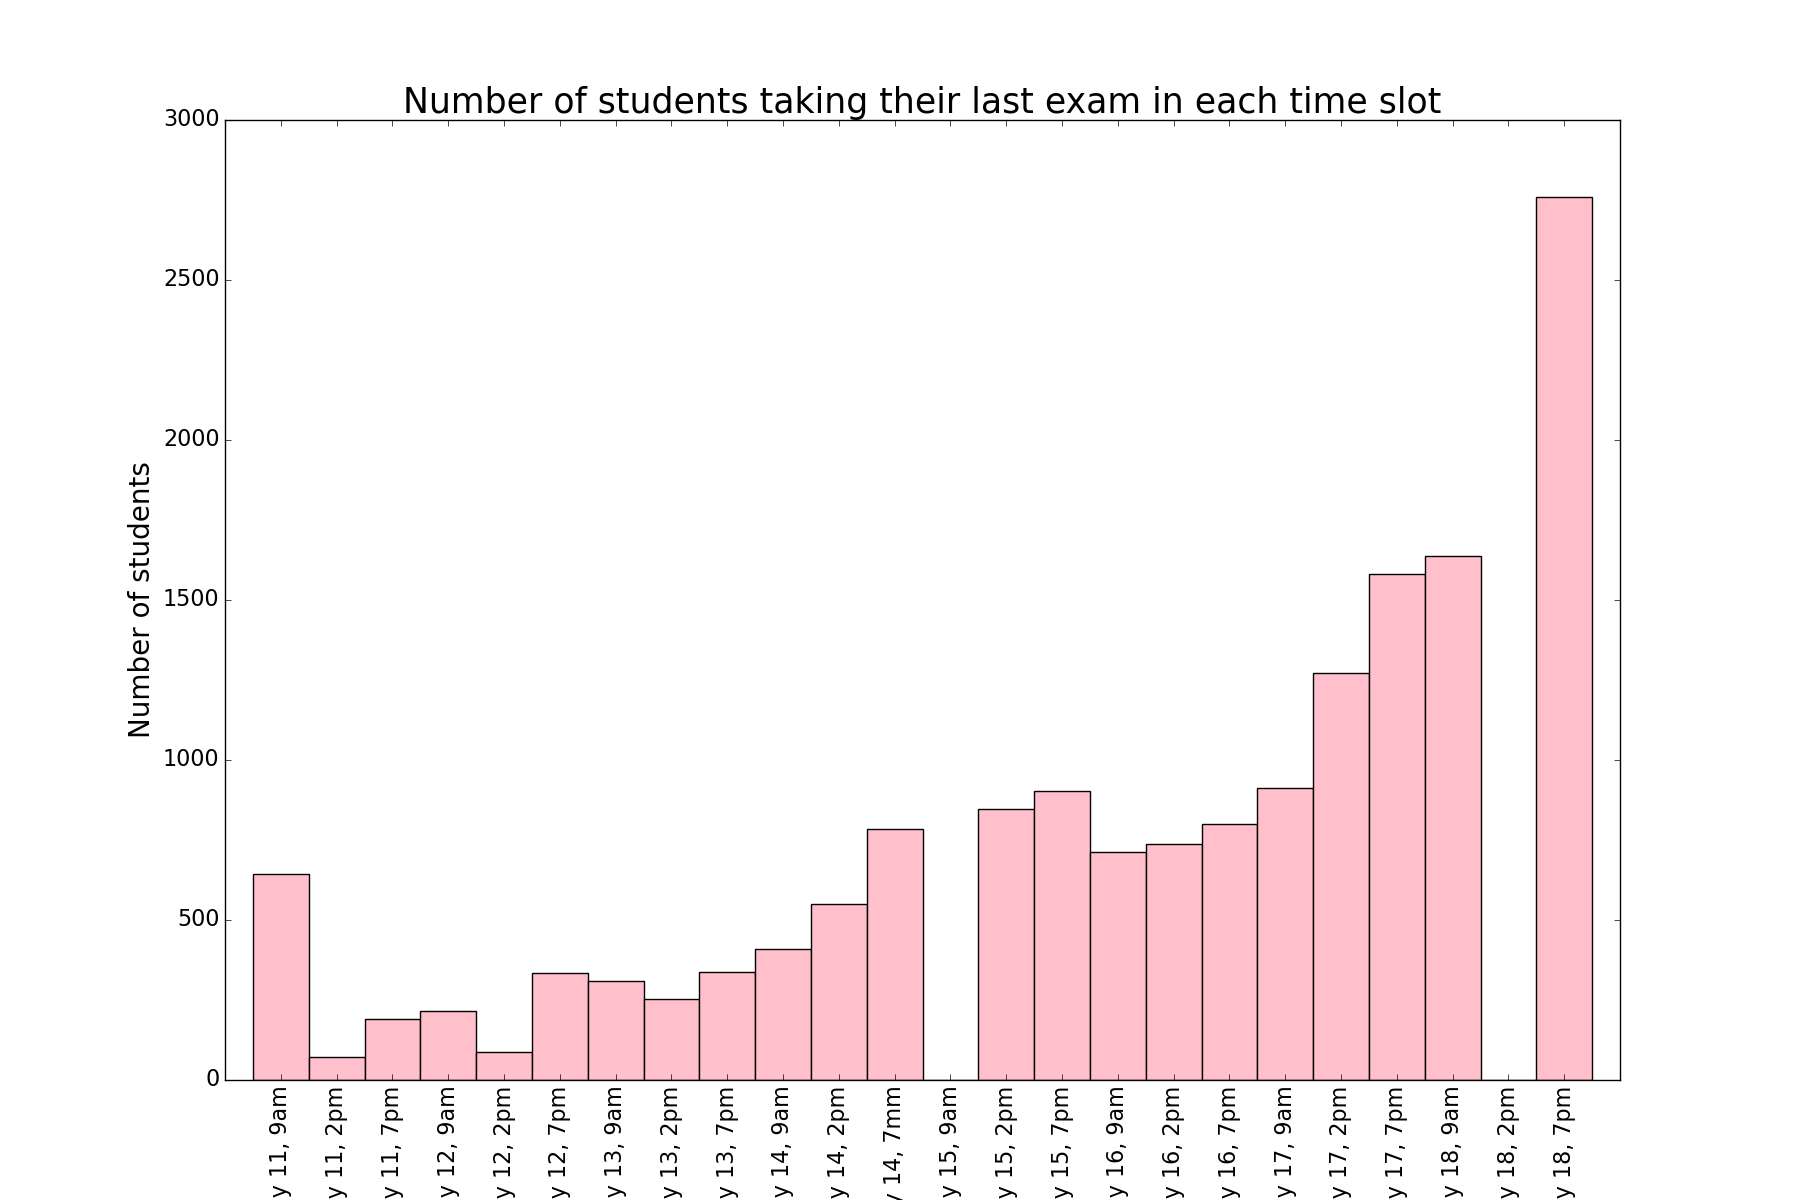 Number of students taking their last exam in each time slot
Number of students
3000
2500
2000
1500
1000
500
0
y 11, 9am
y 11, 2pm
y 11, 7pm
y 12, 9am
y 12, 2pm
y 12, 7pm
y 13, 9am
y 13, 2pm
y 13, 7pm
y 14, 9am
y 14, 2pm
y 14, 7mm
y 15, 9am
y 15, 2pm
y 15, 7pm
y 16, 9am
y 16, 2pm
y 16, 7pm
y 17, 9am
y 17, 2pm
y 17, 7pm
y 18, 9am
y 18, 2pm
y 18, 7pm